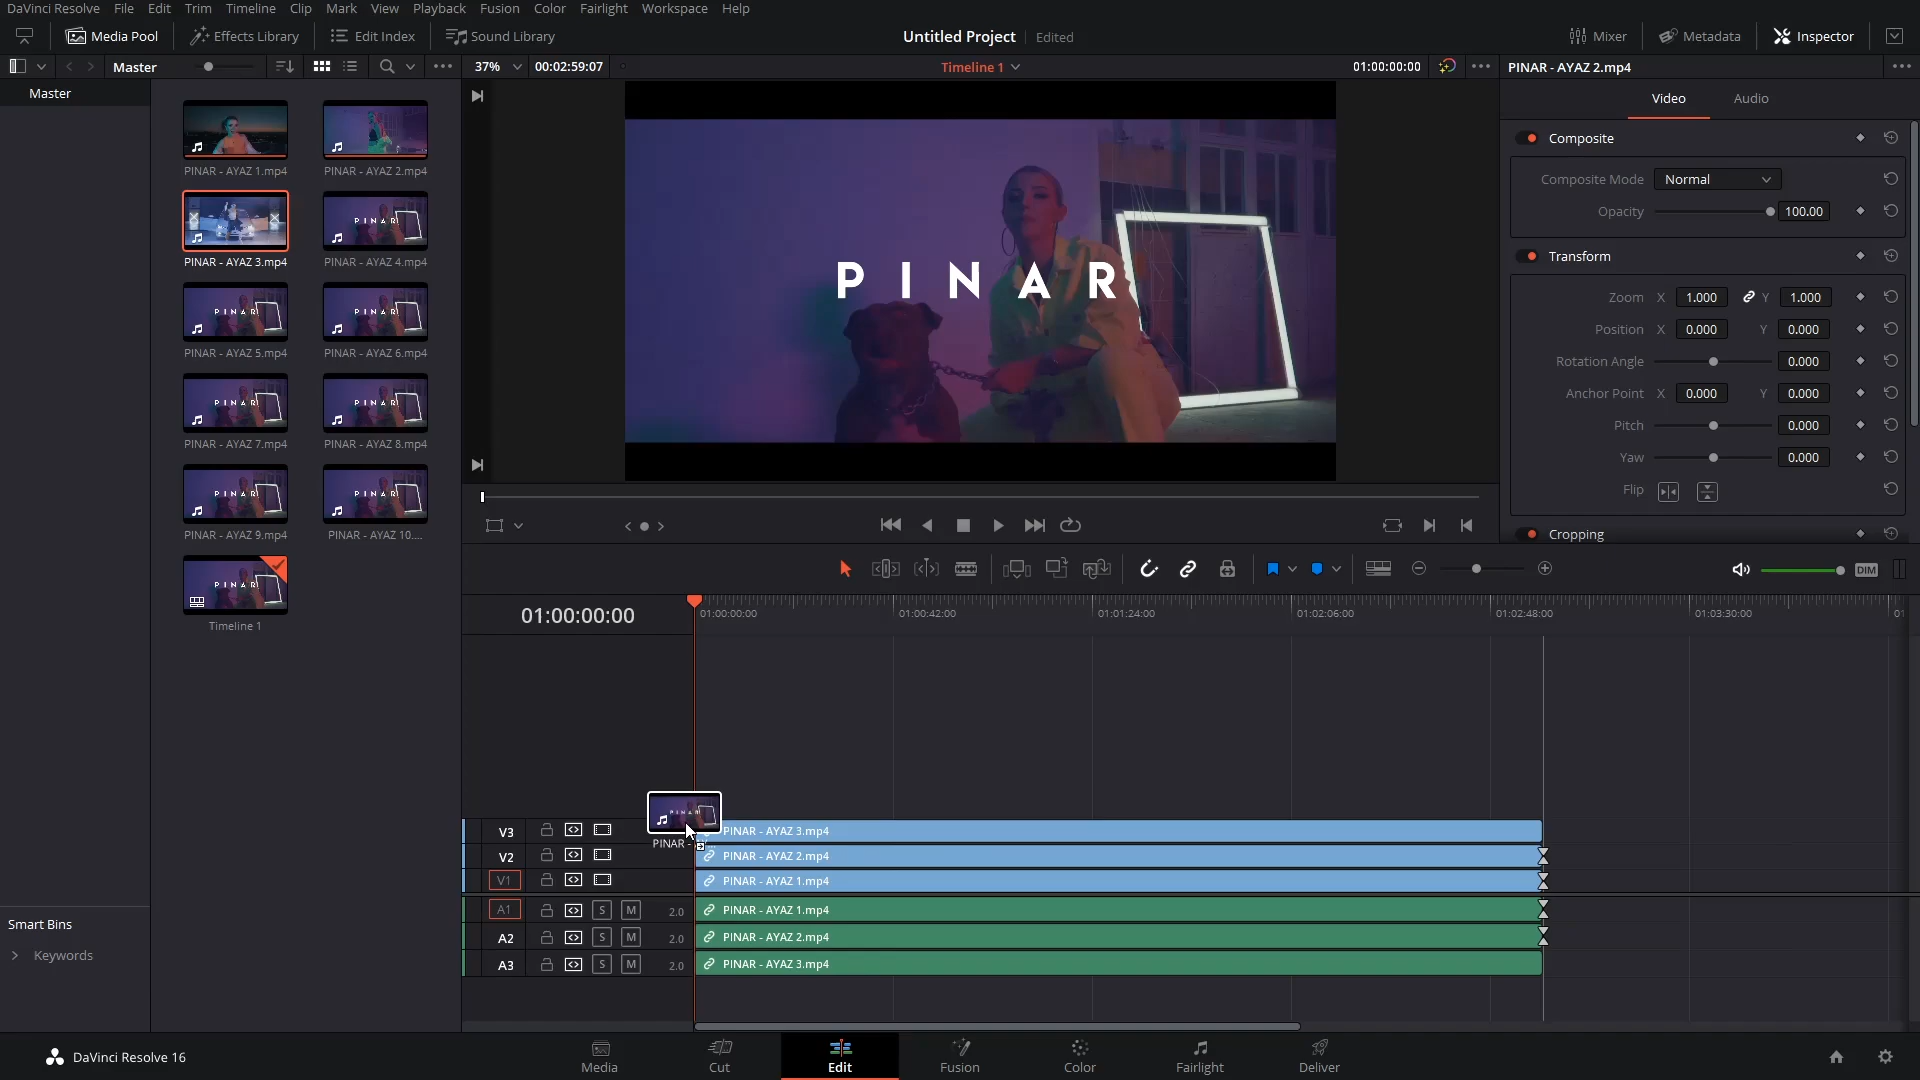 DaVinci Resolve File Edit Trim Timeline Clip Mark View Playback Fusion Color Fairlight Workspace Help
Media Pool Effects Library Edit Index Sound Library Untitled Project Edited Mixer Metadata Inspector
Master 37% 00:02:59:07 Timeline 1 01:00:00:00 PINAR - AYAZ 2.mp4
Master
Video Audio
Composite
PINAR - AYAZ 1.mp4 PINAR - AYAZ 2.mp4
Composite Mode Normal
Opacity 100.00
PINAR - AYAZ 3.mp4 PINAR - AYAZ 4.mp4
Transform
PINAR
Zoom X 1.000 Y 1.000
Position X 0.000 Y 0.000
PINAR - AYAZ 5.mp4 PINAR - AYAZ 6.mp4
Rotation Angle 0.000
Anchor Point X 0.000 Y 0.000
Pitch 0.000
PINAR - AYAZ 7.mp4 PINAR - AYAZ 8.mp4
Yaw 0.000
Flip
PINAR - AYAZ 9.mp4 PINAR - AYAZ 10....
Cropping
DIM
Timeline 1
01:00:00:00
01:00:00:00 01:00:42:00 01:01:24:00 01:02:06:00 01:02:48:00 01:03:30:00
V3 PINAR - AYAZ 3.mp4
PINAR -
V2 PINAR - AYAZ 2.mp4
V1 PINAR - AYAZ 1.mp4
A1 S M 2.0 PINAR - AYAZ 1.mp4
A2 S M 2.0 PINAR - AYAZ 2.mp4
A3 S M 2.0 PINAR - AYAZ 3.mp4
Smart Bins
Keywords
DaVinci Resolve 16
Media Cut Edit Fusion Color Fairlight Deliver